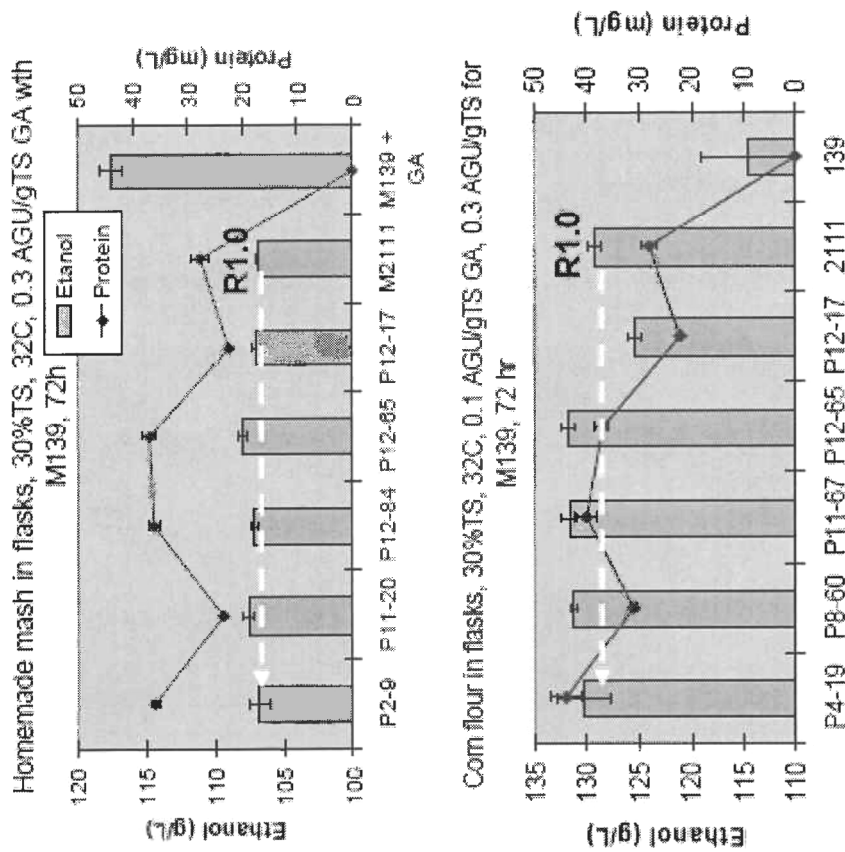 Homemade mash in flasks, 30%TS, 32C, 0.3 AGU/gTS GA wth
M139, 72h
Etanol
Protein
Ethanol (g/L)
120
115
110
105
100
Protein (mg/L)
50
40
30
20
10
0
R1.0
P2-9 P11-20 P12-84 P12-65 P12-17 M2111 M139 +
GA
Corn flour in flasks, 30%TS, 32C, 0.1 AGU/gTS GA, 0.3 AGU/gTS for
M139, 72 hr
Ethanol (g/L)
135
130
125
120
115
110
Protein (mg/L)
50
40
30
20
10
0
R1.0
P4-19 P8-60 P11-67 P12-65 P12-17 2111 139